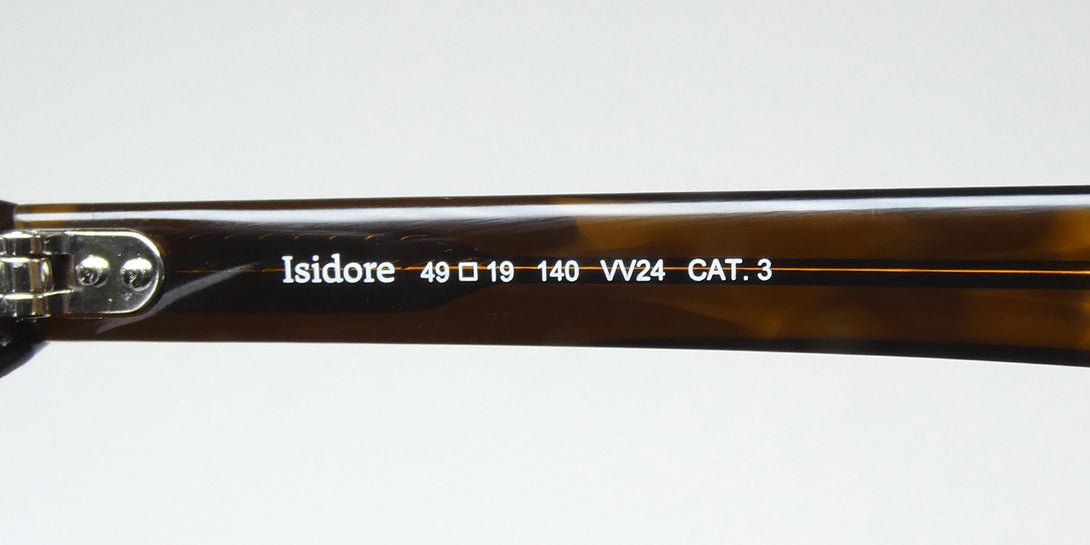 Isidore 49 □ 19 140 VV24 CAT. 3